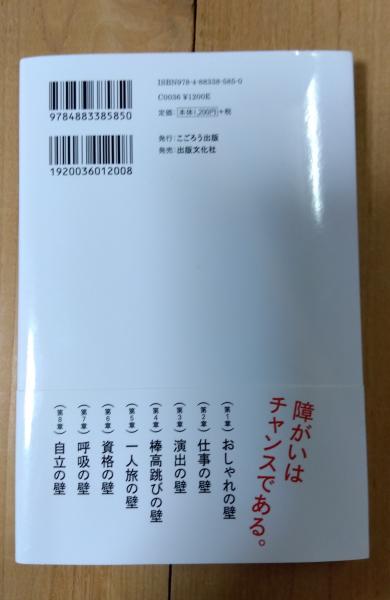 ISBN978-4-88338-585-0
C0036 ¥1200E
定価:本体1,200円+税
発行:こごろう出版
発売:出版文化社
9784883385850
1920036012008
障がいは
チャンスである。
(第1章) おしゃれの壁
(第2章) 仕事の壁
(第3章) 演出の壁
(第4章) 棒高跳びの壁
(第5章) 一人旅の壁
(第6章) 資格の壁
(第7章) 呼吸の壁
(第8章) 自立の壁